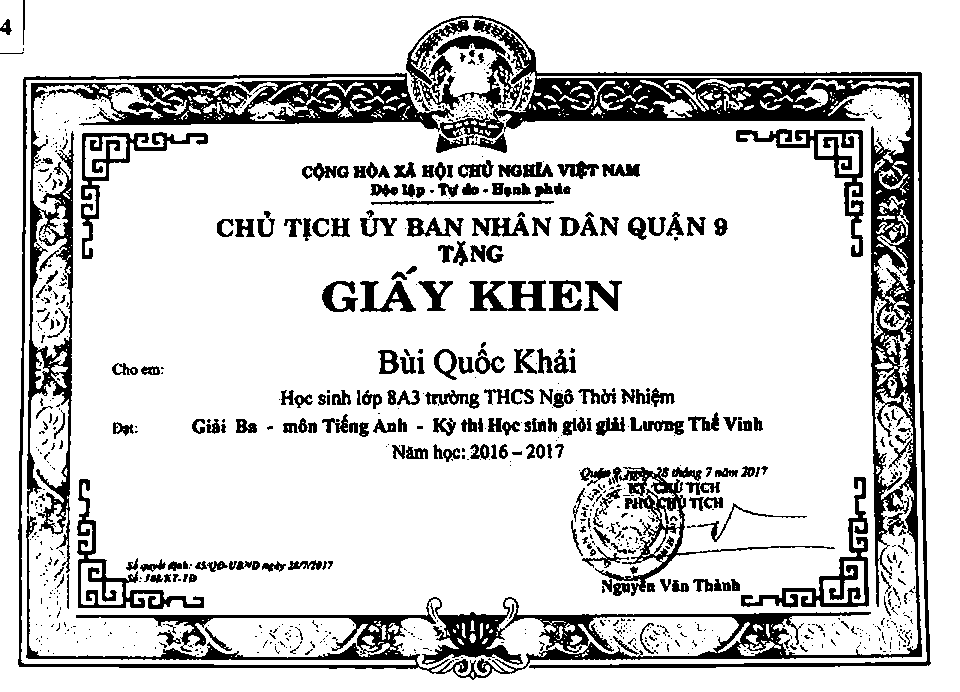 4
CỘNG HÒA XÃ HỘI CHỦ NGHĨA VIỆT NAM
Độc lập - Tự do - Hạnh phúc
CHỦ TỊCH ỦY BAN NHÂN DÂN QUẬN 9
TẶNG
GIẤY KHEN
Cho em: Bùi Quốc Khải
Học sinh lớp 8A3 trường THCS Ngô Thời Nhiệm
Đạt: Giải Ba - môn Tiếng Anh - Kỳ thi Học sinh giỏi giải Lương Thế Vinh
Năm học: 2016 – 2017
Quận 9, ngày 28 tháng 7 năm 2017
KT. CHỦ TỊCH
PHÓ CHỦ TỊCH
Số quyết định: 45/QĐ-UBND ngày 28/7/2017
Số:
Nguyễn Văn Thành